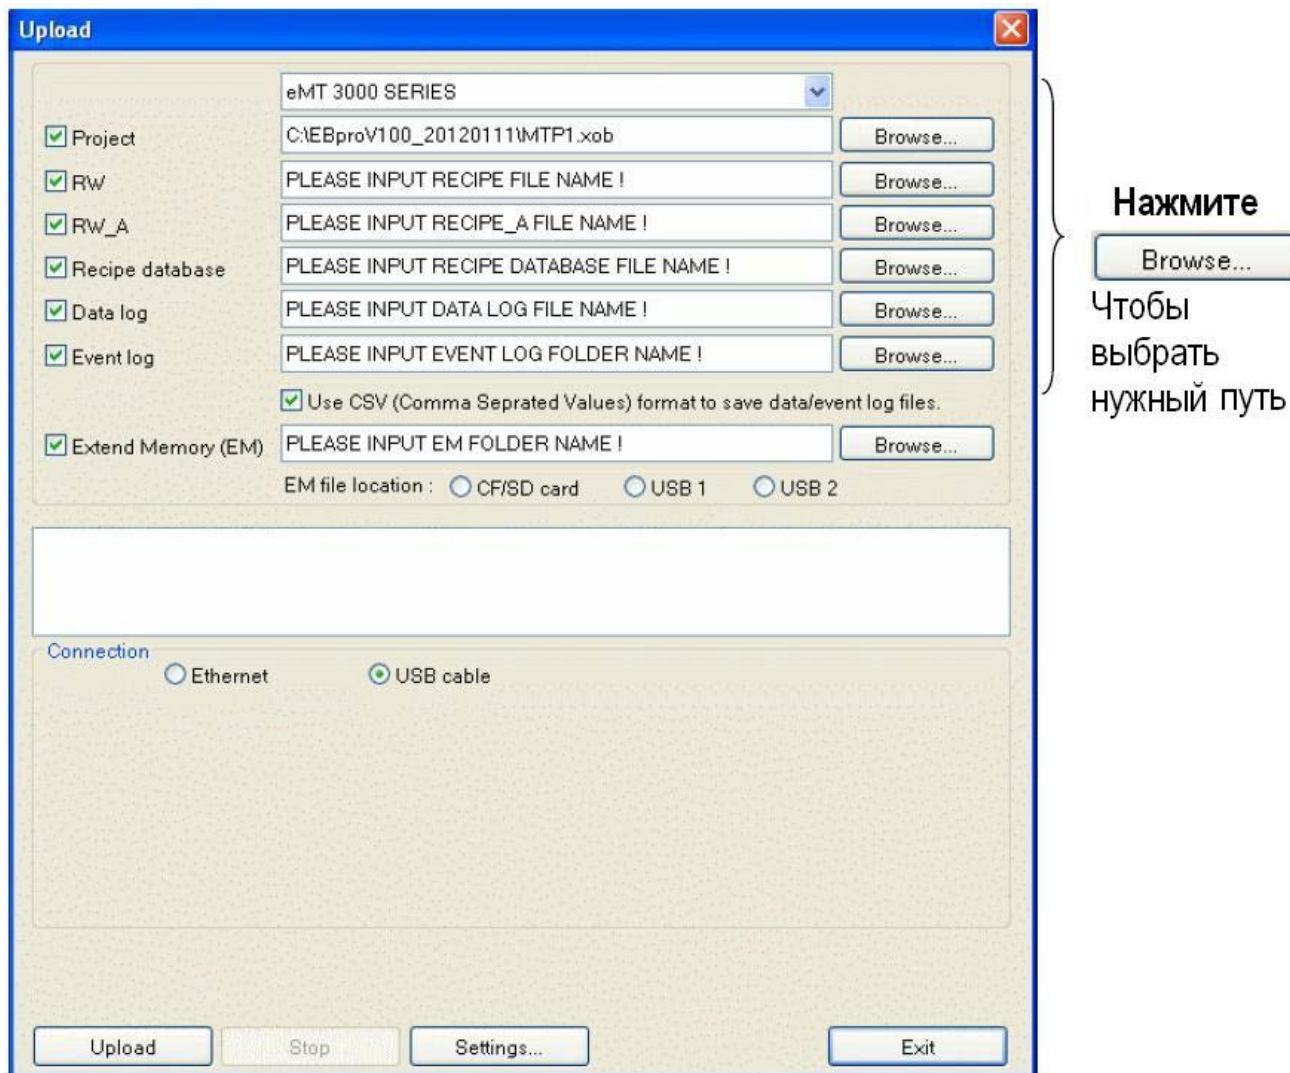 Upload
eMT 3000 SERIES
Project
C:\EBproV100_20120111\MTP1.xob
Browse...
RW
PLEASE INPUT RECIPE FILE NAME !
Browse...
RW_A
PLEASE INPUT RECIPE_A FILE NAME !
Browse...
Recipe database
PLEASE INPUT RECIPE DATABASE FILE NAME !
Browse...
Data log
PLEASE INPUT DATA LOG FILE NAME !
Browse...
Event log
PLEASE INPUT EVENT LOG FOLDER NAME !
Browse...
Use CSV (Comma Seprated Values) format to save data/event log files.
Extend Memory (EM)
PLEASE INPUT EM FOLDER NAME !
Browse...
EM file location : CF/SD card USB 1 USB 2
Connection
Ethernet USB cable
Upload Stop Settings... Exit
Нажмите
Browse...
Чтобы
выбрать
нужный путь